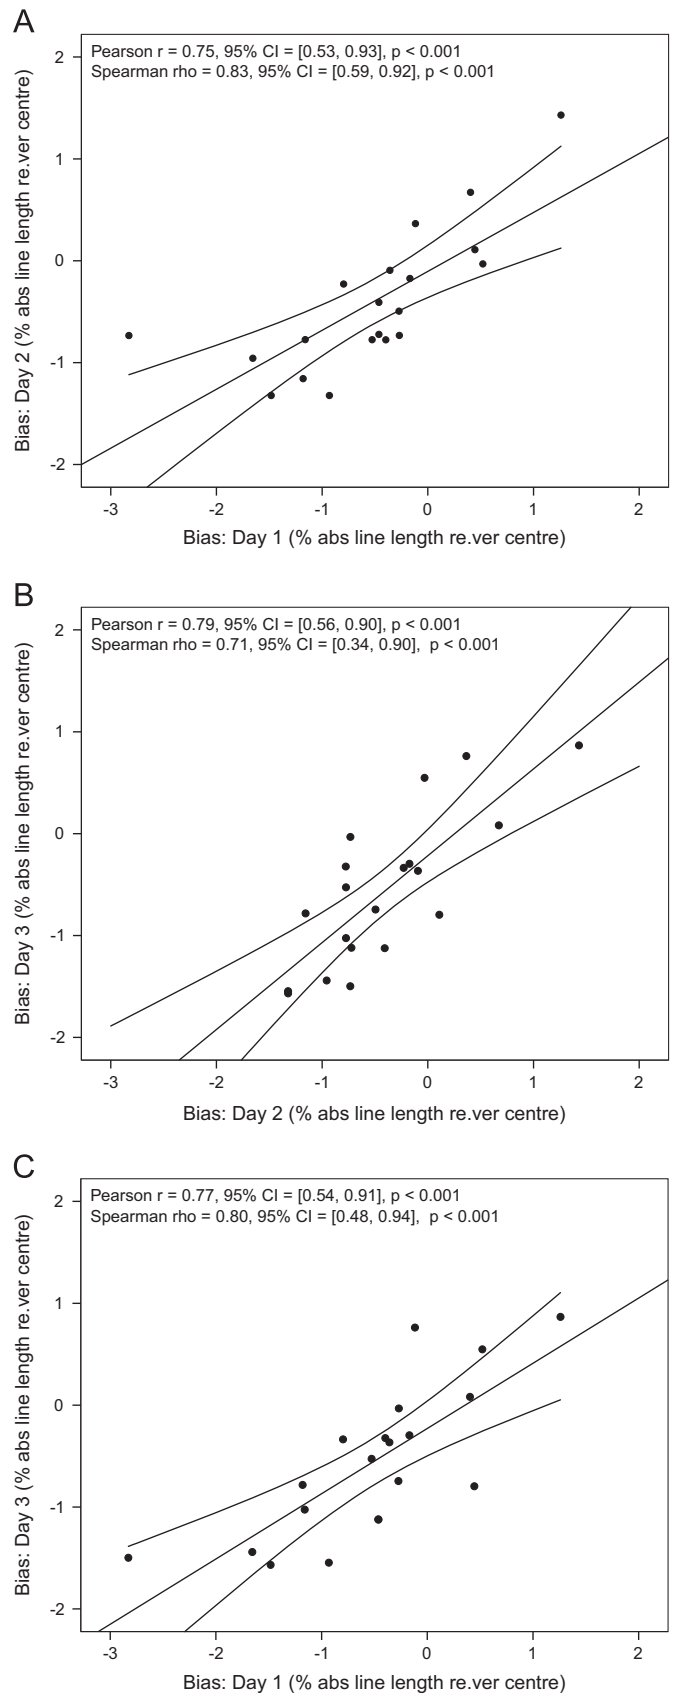 A
Pearson r = 0.75, 95% CI = [0.53, 0.93], p < 0.001
Spearman rho = 0.83, 95% CI = [0.59, 0.92], p < 0.001
Bias: Day 2 (% abs line length re.ver centre)
2
1
0
-1
-2
-3 -2 -1 0 1 2
Bias: Day 1 (% abs line length re.ver centre)
B
Pearson r = 0.79, 95% CI = [0.56, 0.90], p < 0.001
Spearman rho = 0.71, 95% CI = [0.34, 0.90], p < 0.001
Bias: Day 3 (% abs line length re.ver centre)
2
1
0
-1
-2
-3 -2 -1 0 1 2
Bias: Day 2 (% abs line length re.ver centre)
C
Pearson r = 0.77, 95% CI = [0.54, 0.91], p < 0.001
Spearman rho = 0.80, 95% CI = [0.48, 0.94], p < 0.001
Bias: Day 3 (% abs line length re.ver centre)
2
1
0
-1
-2
-3 -2 -1 0 1 2
Bias: Day 1 (% abs line length re.ver centre)